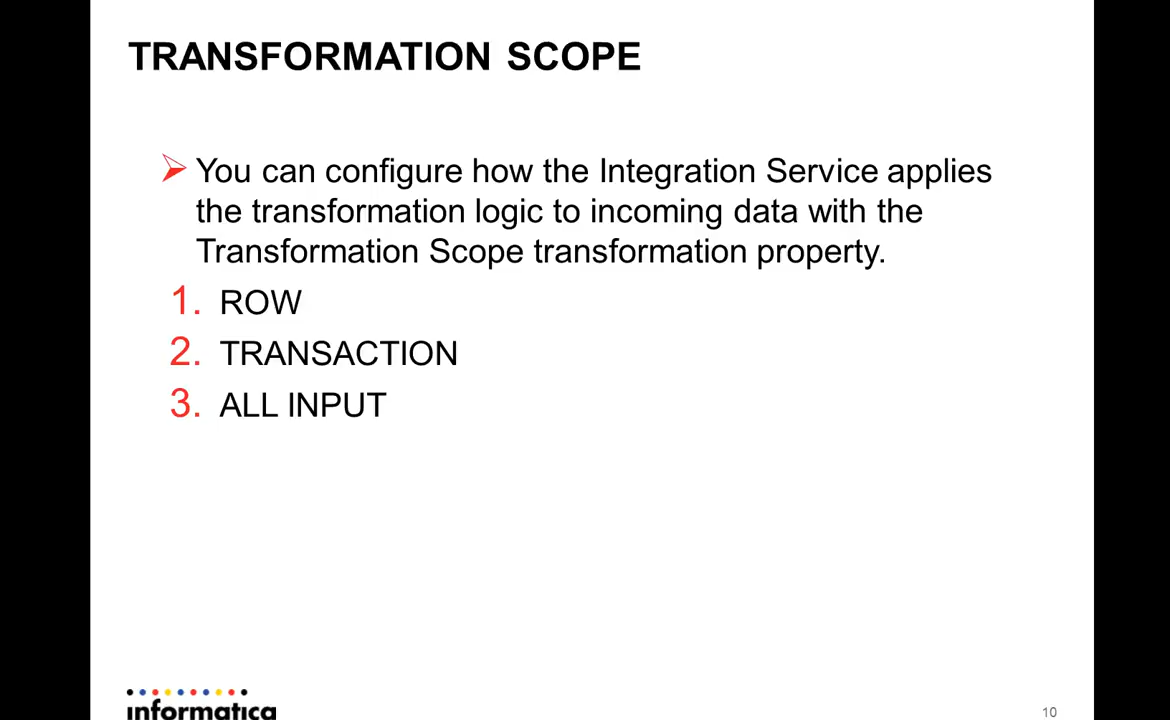 TRANSFORMATION SCOPE
You can configure how the Integration Service applies
the transformation logic to incoming data with the
Transformation Scope transformation property.
1. ROW
2. TRANSACTION
3. ALL INPUT
informatica
10